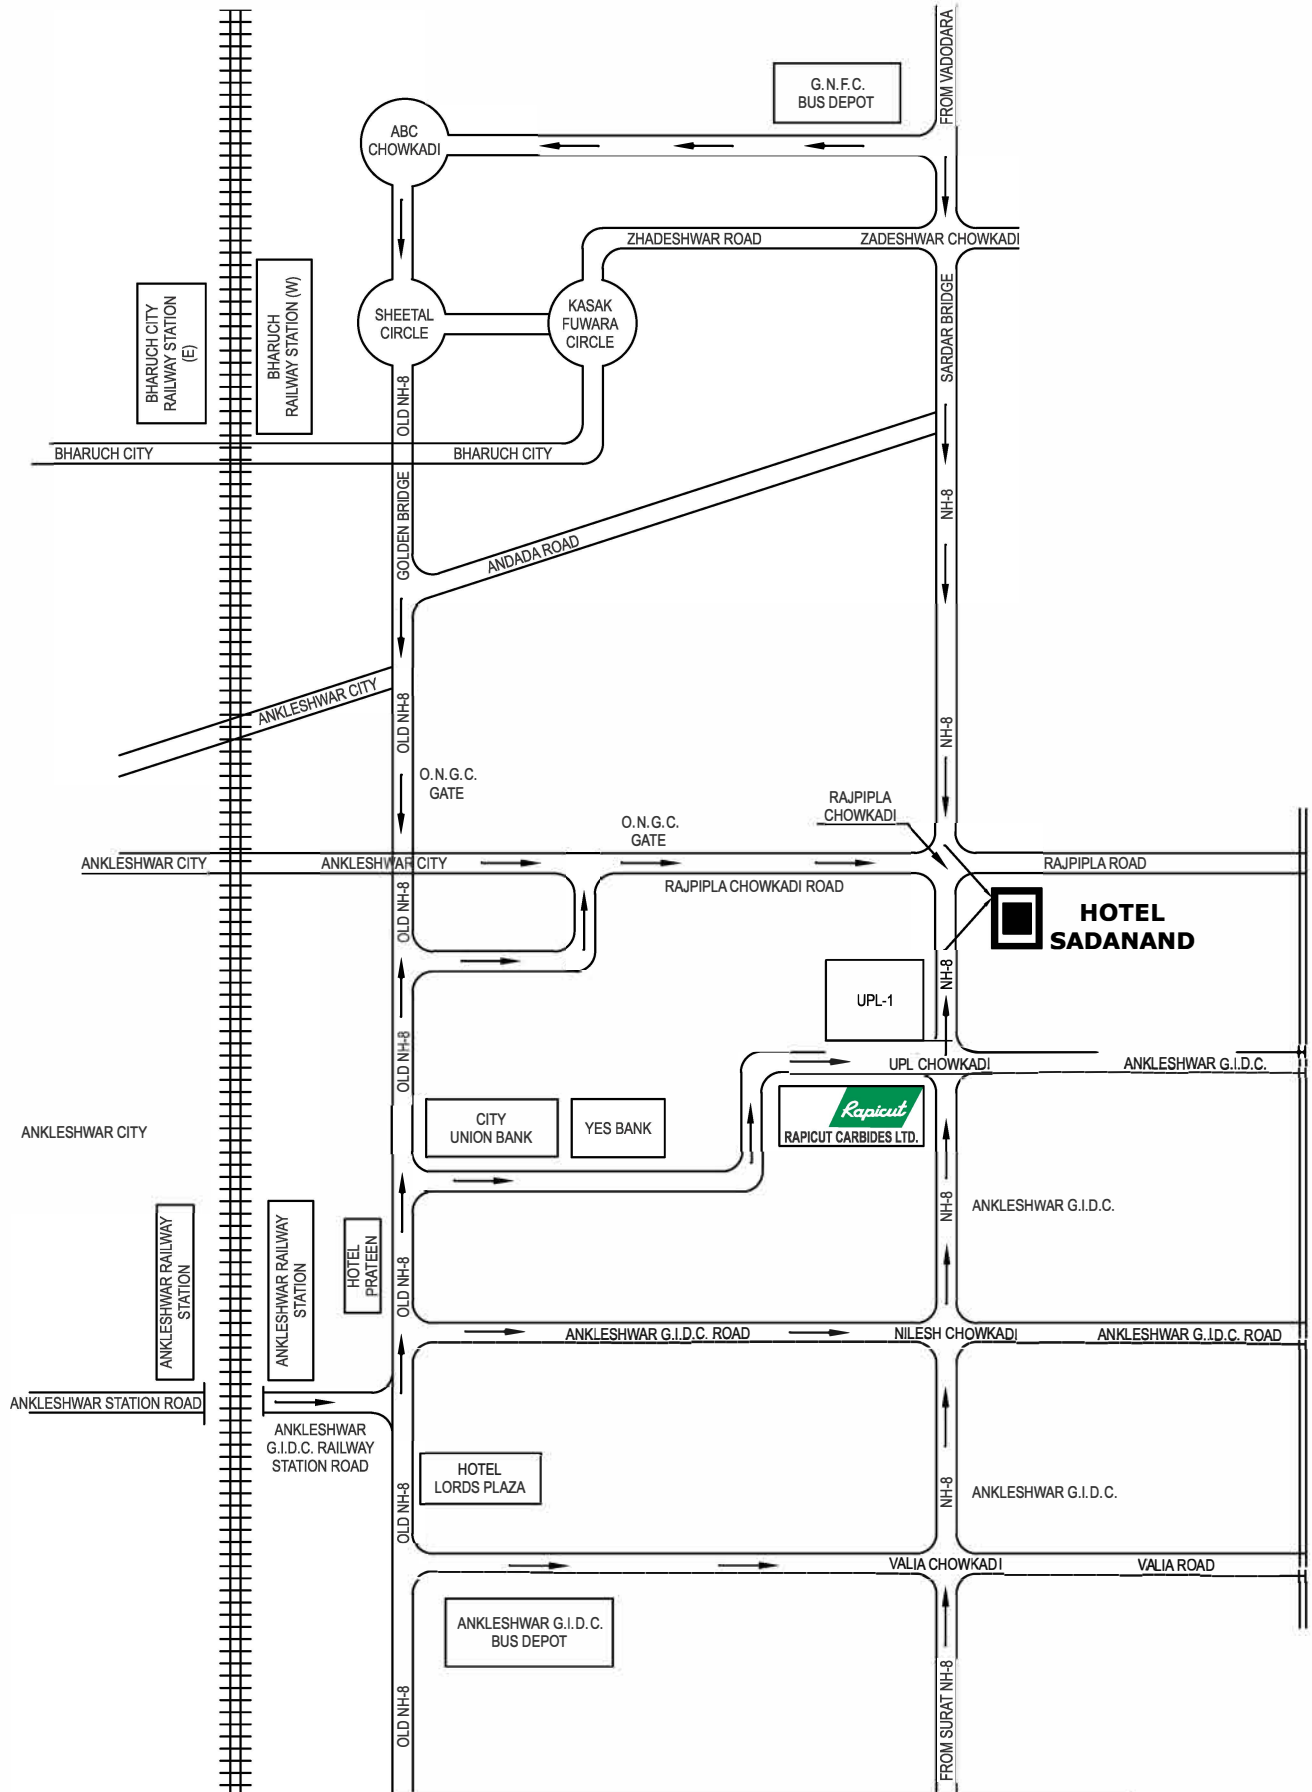 FROM VADODARA
G.N.F.C.
BUS DEPOT
ABC
CHOWKADI
ZHADESHWAR ROAD
ZADESHWAR CHOWKADI
BHARUCH CITY
RAILWAY STATION
(E)
BHARUCH
RAILWAY STATION (W)
SHEETAL
CIRCLE
KASAK
FUWARA
CIRCLE
SARDAR BRIDGE
OLD NH-8
BHARUCH CITY
BHARUCH CITY
GOLDEN BRIDGE
NH-8
ANDADA ROAD
ANKLESHWAR CITY
OLD NH-8
NH-8
O.N.G.C.
GATE
RAJPIPLA
CHOWKADI
O.N.G.C.
GATE
ANKLESHWAR CITY
ANKLESHWAR CITY
RAJPIPLA ROAD
RAJPIPLA CHOWKADI ROAD
OLD NH-8
HOTEL
SADANAND
NH-8
UPL-1
OLD NH-8
UPL CHOWKADI
ANKLESHWAR G.I.D.C.
Rapicut
RAPICUT CARBIDES LTD.
CITY
UNION BANK
YES BANK
ANKLESHWAR CITY
NH-8
ANKLESHWAR G.I.D.C.
ANKLESHWAR RAILWAY
STATION
ANKLESHWAR RAILWAY
STATION
HOTEL
PRATEEN
OLD NH-8
ANKLESHWAR G.I.D.C. ROAD
NILESH CHOWKADI
ANKLESHWAR G.I.D.C. ROAD
ANKLESHWAR STATION ROAD
ANKLESHWAR
G.I.D.C. RAILWAY
STATION ROAD
HOTEL
LORDS PLAZA
OLD NH-8
NH-8
ANKLESHWAR G.I.D.C.
VALIA CHOWKADI
VALIA ROAD
ANKLESHWAR G.I.D.C.
BUS DEPOT
OLD NH-8
FROM SURAT NH-8